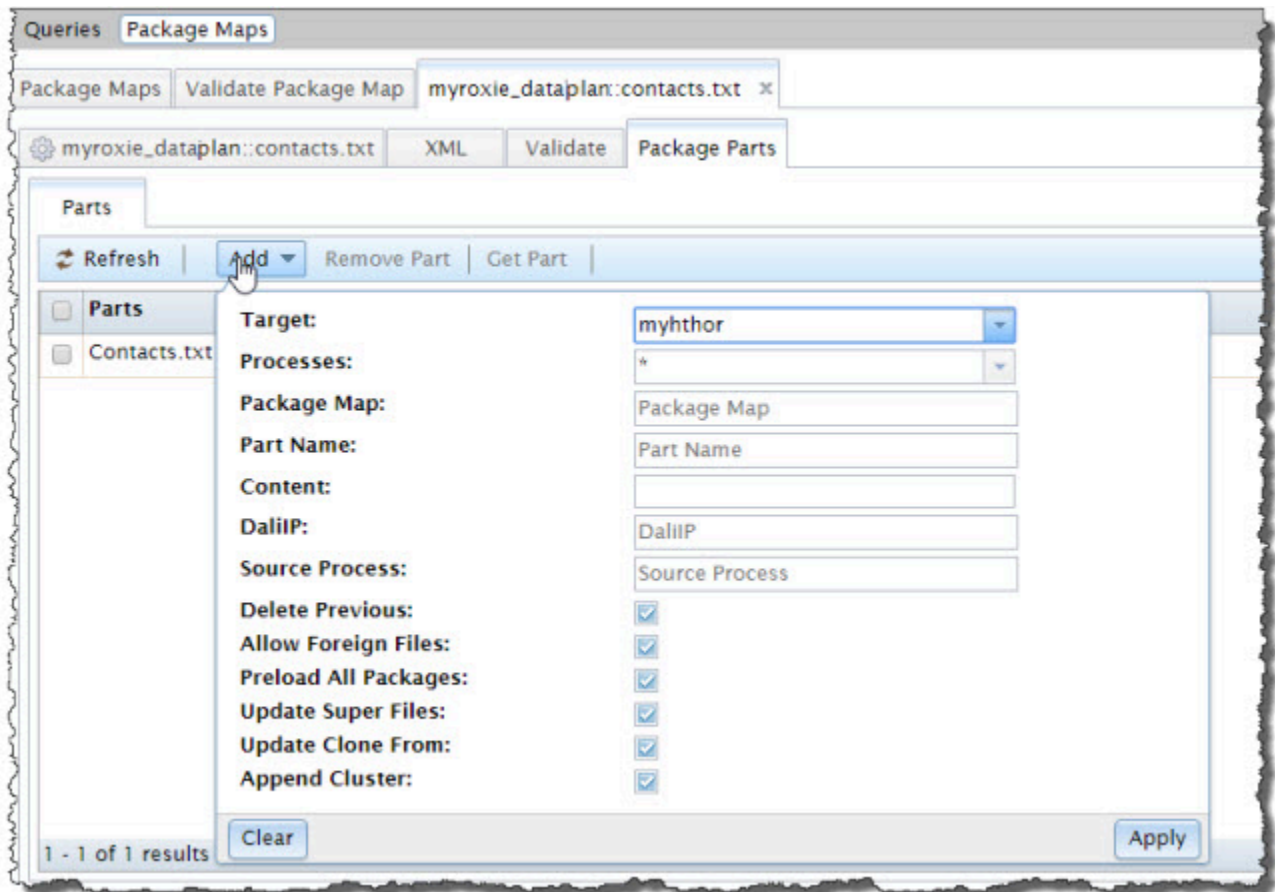 Queries Package Maps
Package Maps Validate Package Map myroxie_dataplan::contacts.txt x
myroxie_dataplan::contacts.txt XML Validate Package Parts
Parts
Refresh Add Remove Part Get Part
Parts
Contacts.txt
Target: myhthor
Processes: *
Package Map: Package Map
Part Name: Part Name
Content:
DaliIP: DaliIP
Source Process: Source Process
Delete Previous:
Allow Foreign Files:
Preload All Packages:
Update Super Files:
Update Clone From:
Append Cluster:
Clear Apply
1 - 1 of 1 results